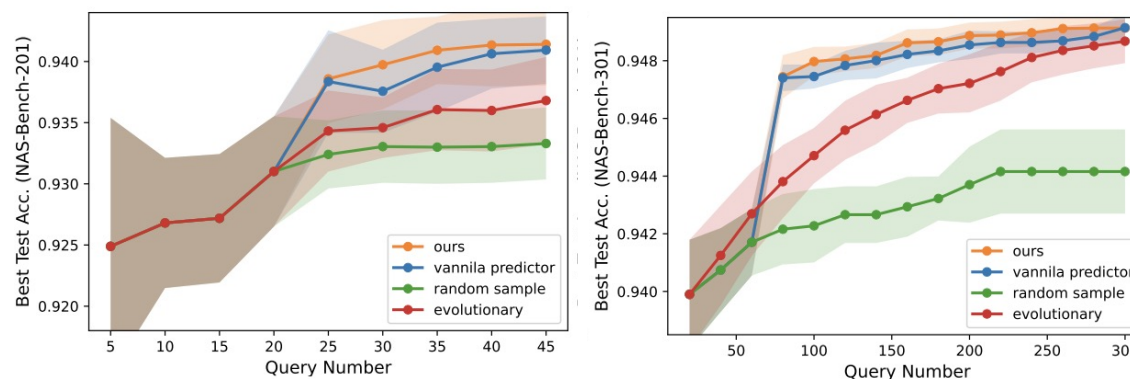 Best Test Acc. (NAS-Bench-201)
0.940
0.935
0.930
0.925
0.920
5 10 15 20 25 30 35 40 45
Query Number
ours
vannila predictor
random sample
evolutionary
Best Test Acc. (NAS-Bench-301)
0.948
0.946
0.944
0.942
0.940
50 100 150 200 250 30
Query Number
ours
vannila predictor
random sample
evolutionary